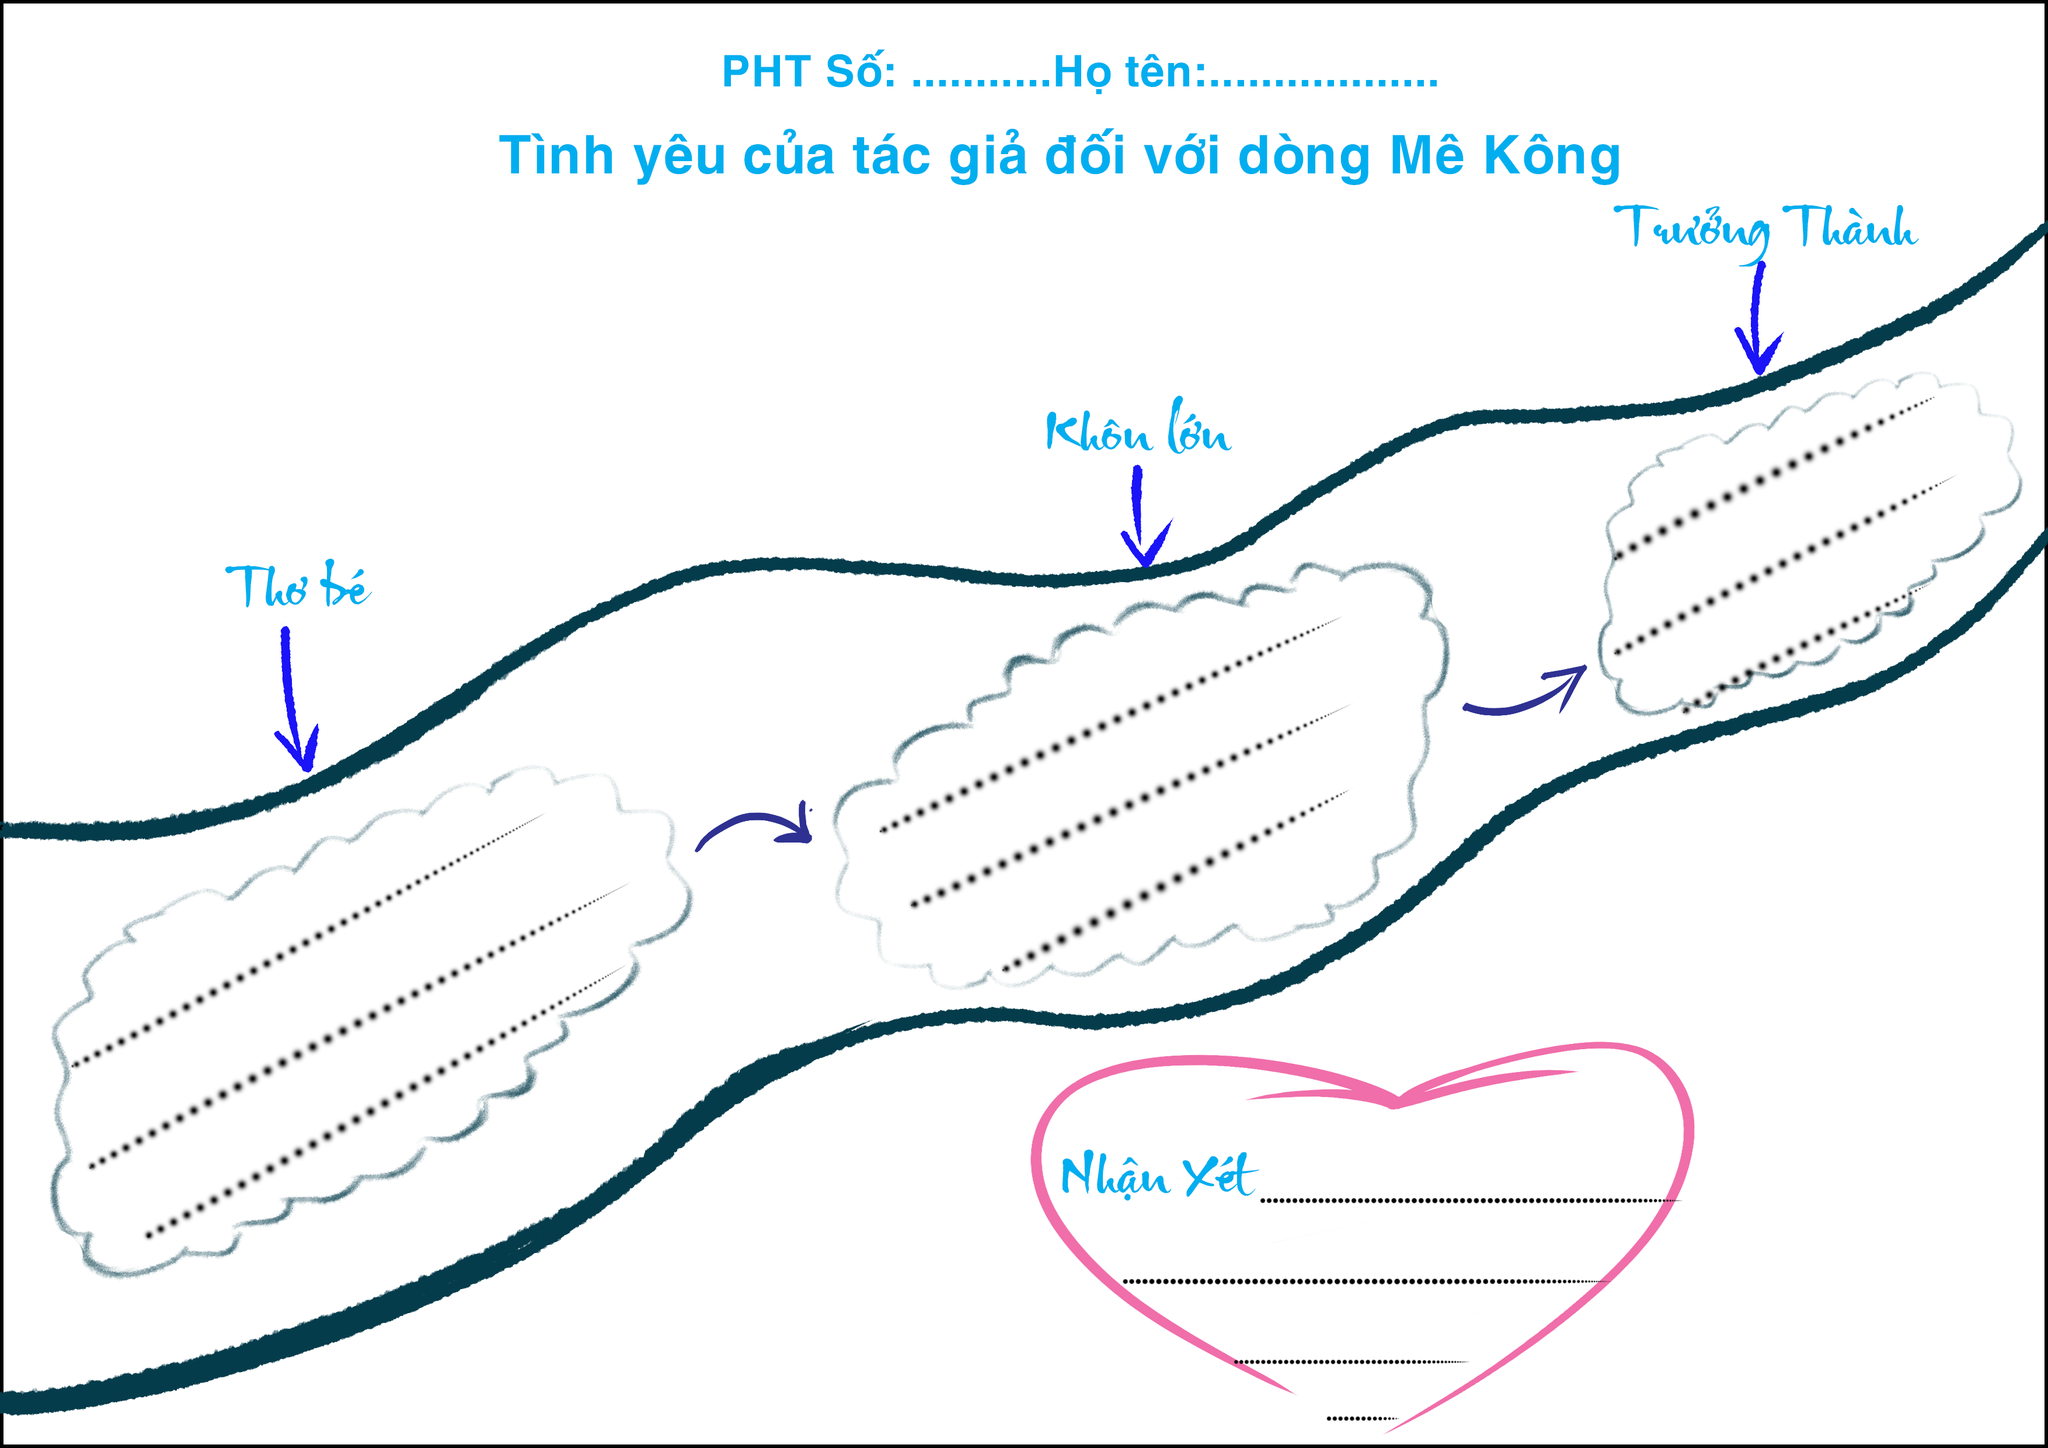 PHT Số: ...........Họ tên:..................
Tình yêu của tác giả đối với dòng Mê Kông
Trưởng Thành
Khôn lớn
Thơ bé
Nhận Xét